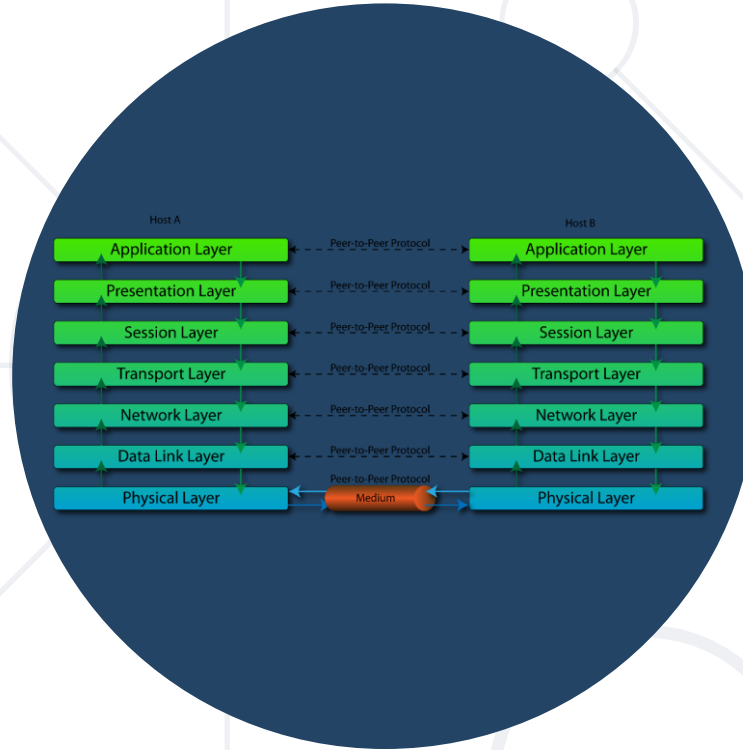 Host A
Host B
Application Layer
Peer-to-Peer Protocol
Application Layer
Presentation Layer
Peer-to-Peer Protocol
Presentation Layer
Session Layer
Peer-to-Peer Protocol
Session Layer
Transport Layer
Peer-to-Peer Protocol
Transport Layer
Network Layer
Peer-to-Peer Protocol
Network Layer
Data Link Layer
Peer-to-Peer Protocol
Data Link Layer
Peer-to-Peer Protocol
Physical Layer
Medium
Physical Layer